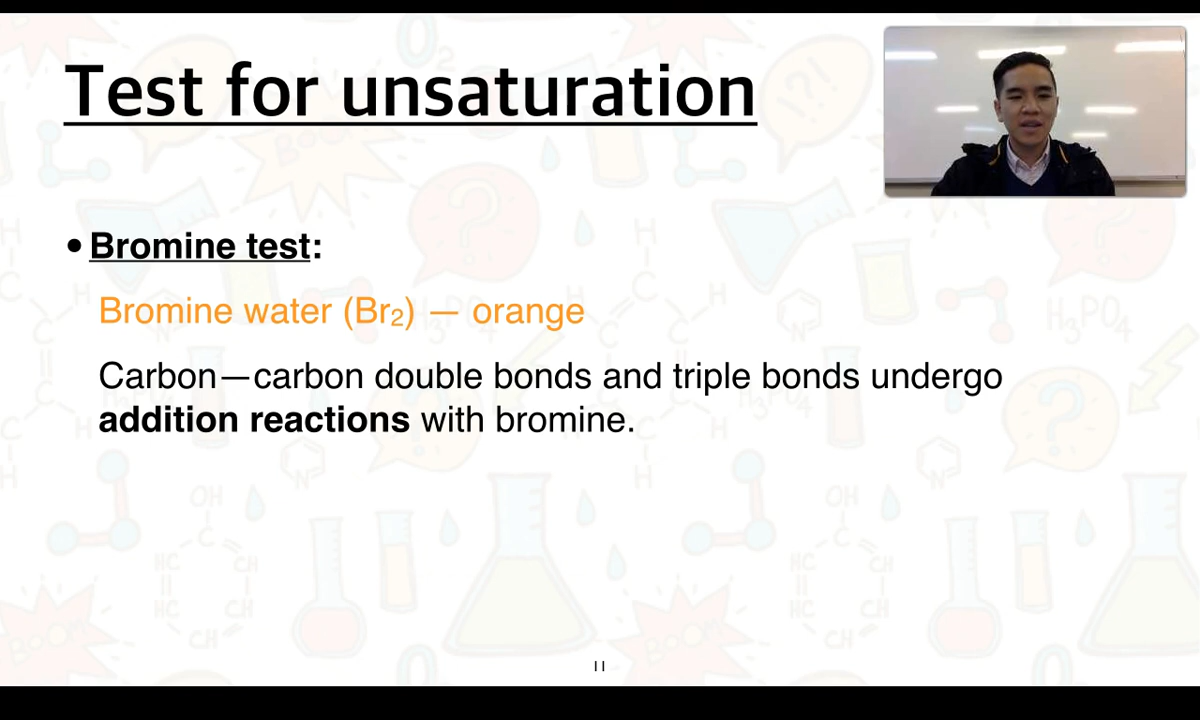 Test for unsaturation
• Bromine test:
Bromine water (Br₂) — orange
Carbon—carbon double bonds and triple bonds undergo
addition reactions with bromine.
11